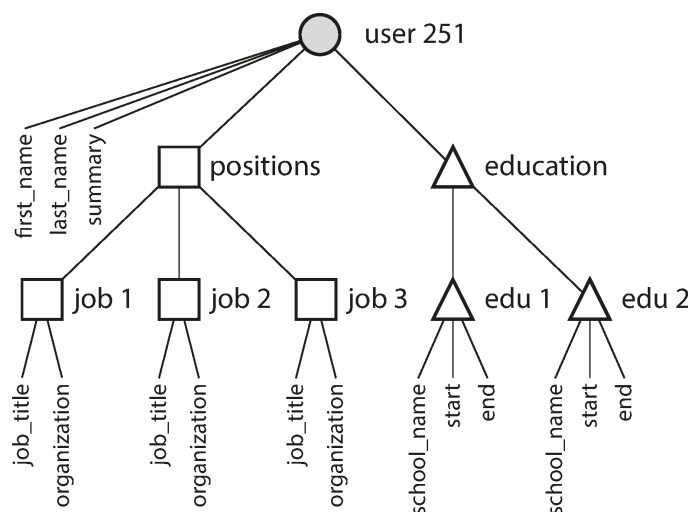 user 251
first_name
last_name
summary
positions
education
job 1
job 2
job 3
edu 1
edu 2
job_title
organization
job_title
organization
job_title
organization
school_name
start
end
school_name
start
end